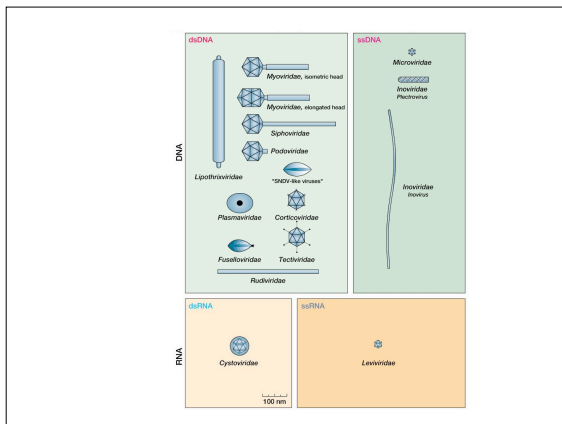 dsDNA
ssDNA
Myoviridae, isometric head
Myoviridae, elongated head
Siphoviridae
Podoviridae
Lipothrixviridae
"SNDV-like viruses"
Plasmaviridae
Corticoviridae
Fuselloviridae
Tectiviridae
Rudiviridae
Microviridae
Inoviridae
Plectrovirus
Inoviridae
Inovirus
DNA
dsRNA
ssRNA
Cystoviridae
Leviviridae
100 nm
RNA